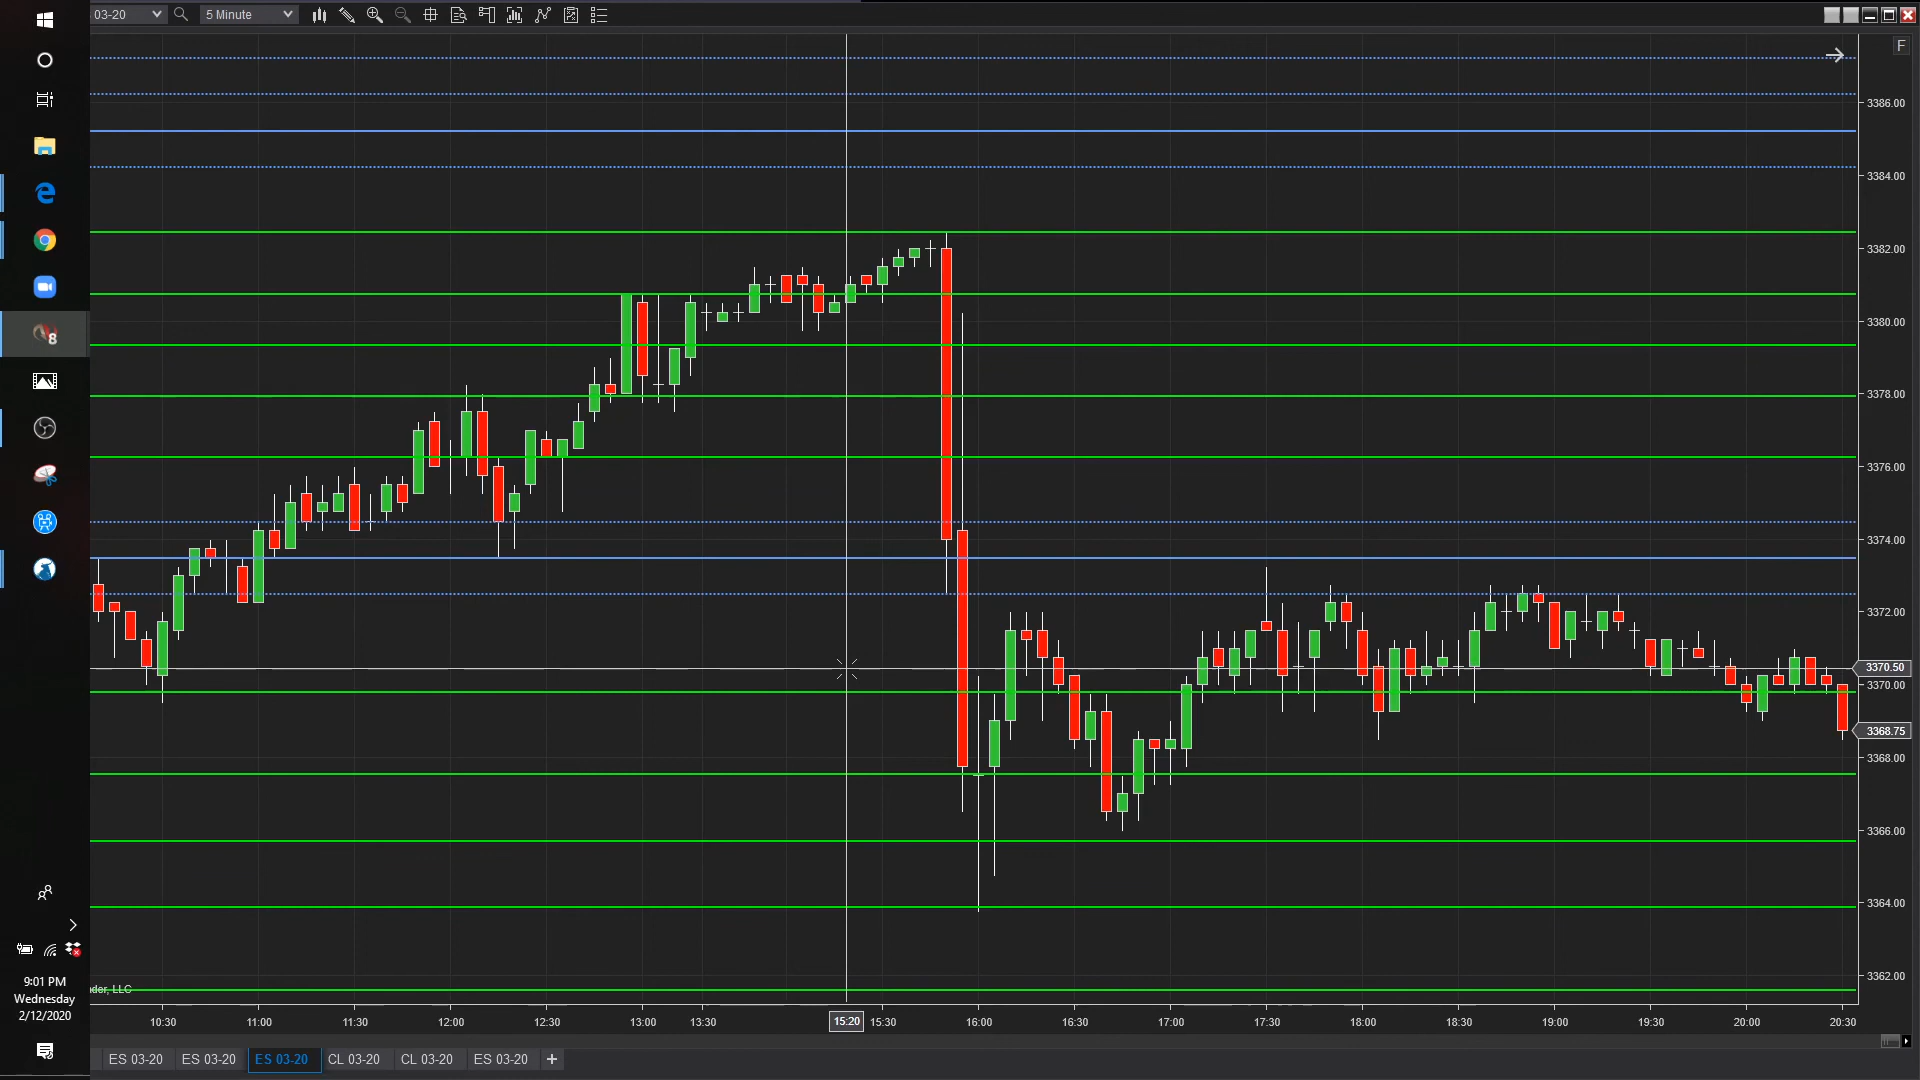 03-20
5 Minute
F
3386.00
3384.00
3382.00
3380.00
3378.00
3376.00
3374.00
3372.00
3370.50
3370.00
3368.75
3368.00
3366.00
3364.00
3362.00
8
der, LLC
10:30 11:00 11:30 12:00 12:30 13:00 13:30 15:20 15:30 16:00 16:30 17:00 17:30 18:00 18:30 19:00 19:30 20:00 20:30
ES 03-20 ES 03-20 ES 03-20 CL 03-20 CL 03-20 ES 03-20 +
9:01 PM
Wednesday
2/12/2020